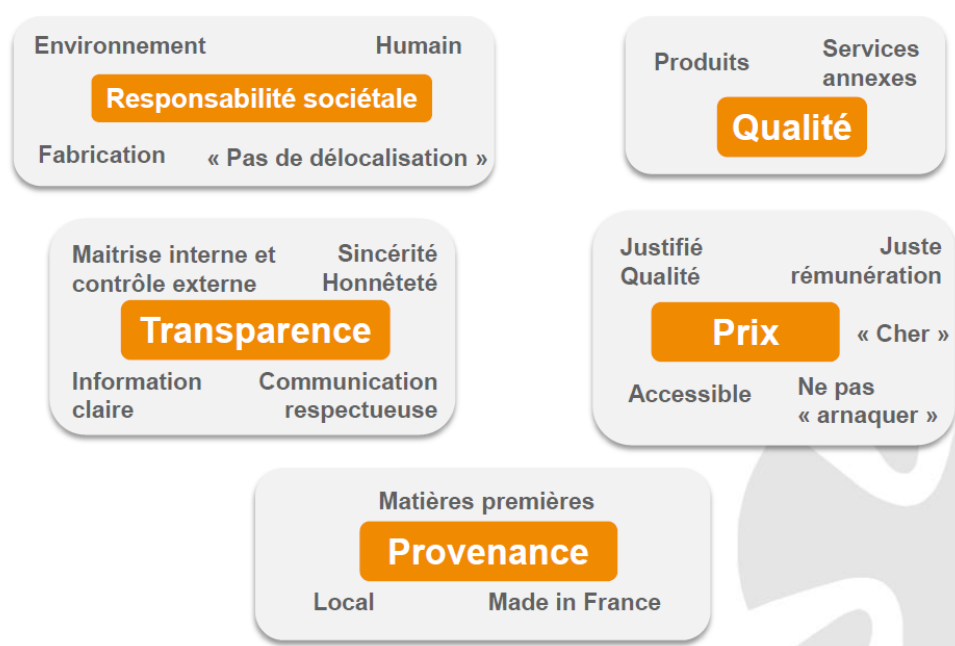 Environnement
Humain
Responsabilité sociétale
Fabrication
« Pas de délocalisation »
Produits
Services
annexes
Qualité
Maitrise interne et
contrôle externe
Sincérité
Honnêteté
Transparence
Information
claire
Communication
respectueuse
Justifié
Qualité
Juste
rémunération
Prix
« Cher »
Accessible
Ne pas
« arnaquer »
Matières premières
Provenance
Local
Made in France